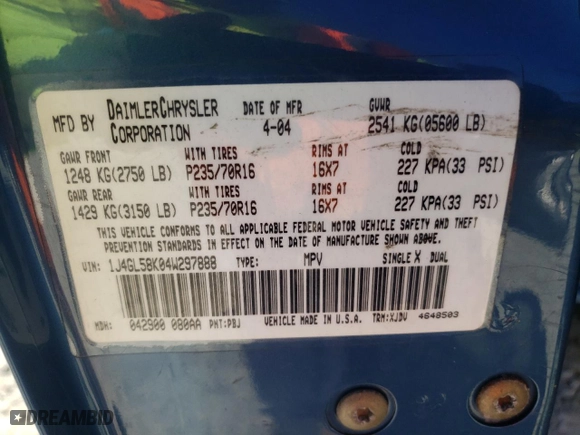 MFD BY DAIMLERCHRYSLER CORPORATION DATE OF MFR 4-04 GVWR 2541 KG(05600 LB)
GAWR FRONT WITH TIRES RIMS AT COLD
1248 KG(2750 LB) P235/70R16 16X7 227 KPA(33 PSI)
GAWR REAR WITH TIRES RIMS AT COLD
1429 KG(3150 LB) P235/70R16 16X7 227 KPA(33 PSI)
THIS VEHICLE CONFORMS TO ALL APPLICABLE FEDERAL MOTOR VEHICLE SAFETY AND THEFT
PREVENTION STANDARDS IN EFFECT ON THE DATE OF MANUFACTURE SHOWN ABOVE.
VIN: 1J4GL58K04W297888 TYPE: MPV SINGLE X DUAL
MDH: 042900 080AA PNT:PBJ VEHICLE MADE IN U.S.A. TRM:XJDV 4648503
DREAMBID